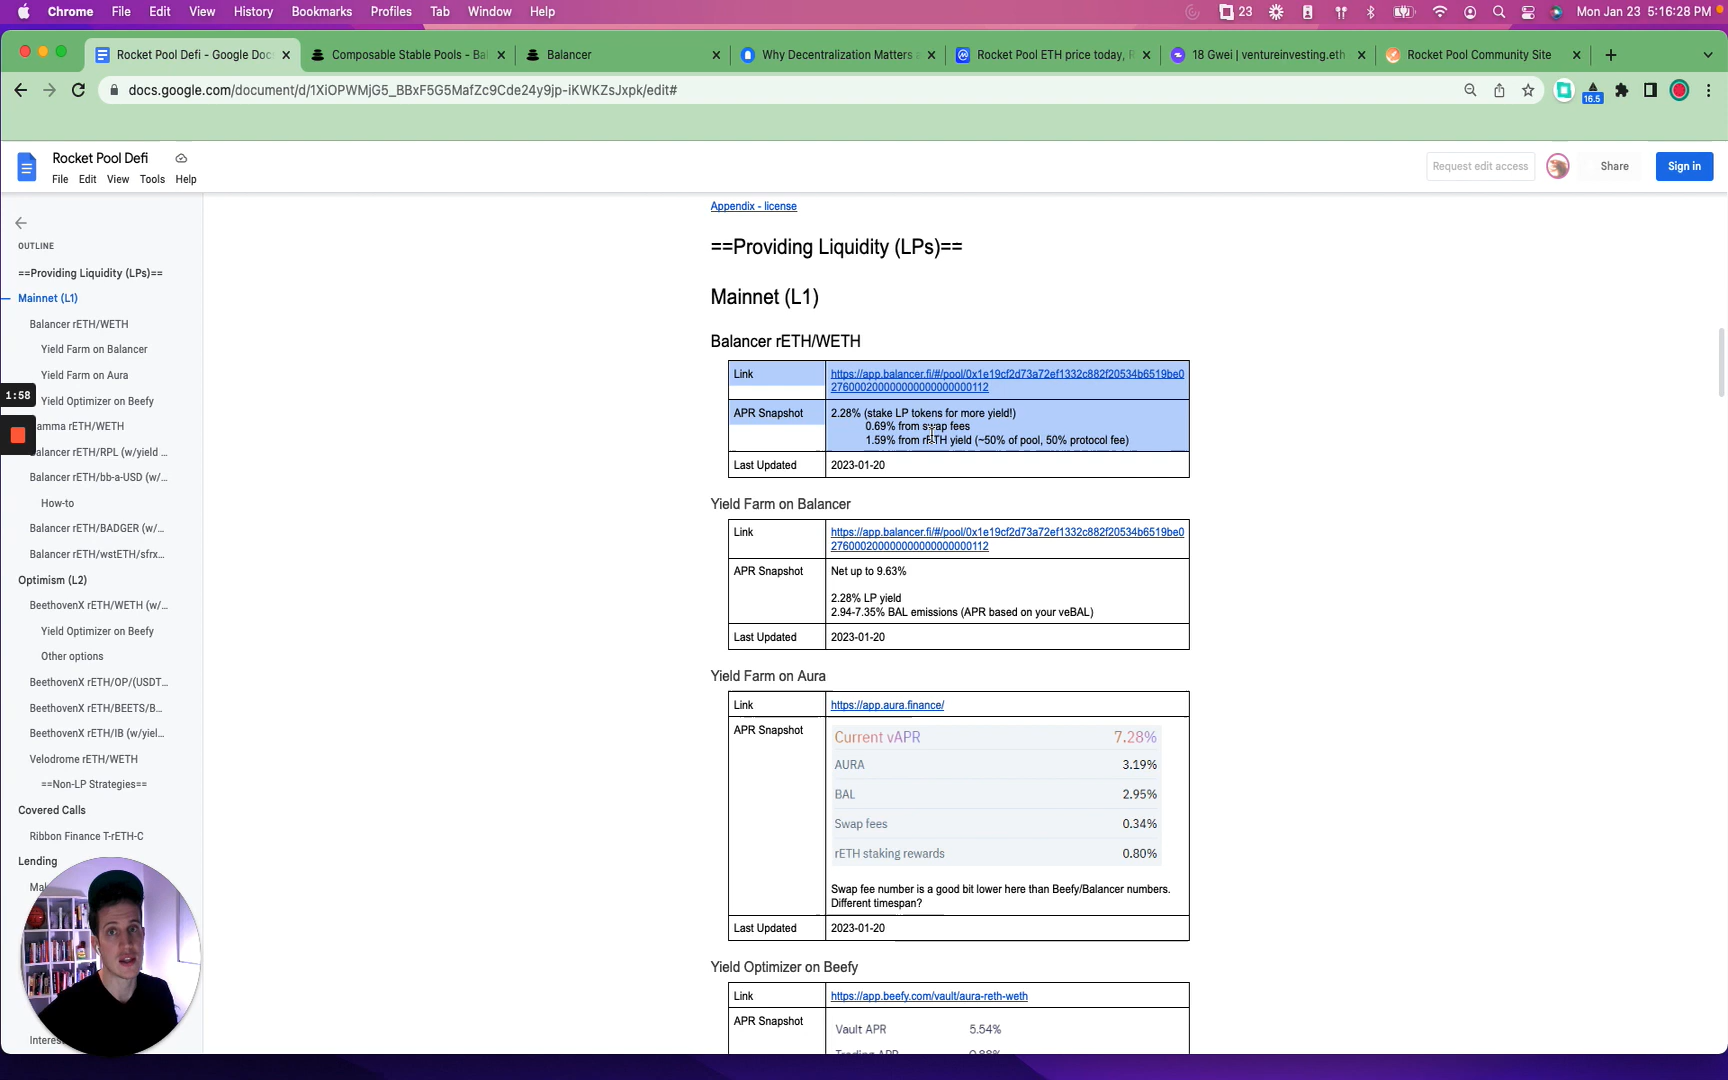 Chrome File Edit View History Bookmarks Profiles Tab Window Help 23 Mon Jan 23 5:16:28 PM
Rocket Pool Defi - Google Doc Composable Stable Pools - Bal Balancer Why Decentralization Matters Rocket Pool ETH price today, 18 Gwei | ventureinvesting.eth Rocket Pool Community Site
docs.google.com/document/d/1XiOPWMjG5_BBxF5G5MafZc9Cde24y9jp-iKWKZsJxpk/edit#
16.5
Rocket Pool Defi
File Edit View Tools Help
Request edit access
Share
Sign in
OUTLINE
==Providing Liquidity (LPs)==
Mainnet (L1)
Balancer rETH/WETH
Yield Farm on Balancer
Yield Farm on Aura
1:58
Yield Optimizer on Beefy
amma rETH/WETH
Balancer rETH/RPL (w/yield ...
Balancer rETH/bb-a-USD (w/...
How-to
Balancer rETH/BADGER (w/...
Balancer rETH/wstETH/sfrx...
Optimism (L2)
BeethovenX rETH/WETH (w/...
Yield Optimizer on Beefy
Other options
BeethovenX rETH/OP/(USDT...
BeethovenX rETH/BEETS/B...
BeethovenX rETH/IB (w/yiel...
Velodrome rETH/WETH
==Non-LP Strategies==
Covered Calls
Ribbon Finance T-rETH-C
Lending
Interes
Appendix - license
==Providing Liquidity (LPs)==
Mainnet (L1)
Balancer rETH/WETH
Link https://app.balancer.fi/#/pool/0x1e19cf2d73a72ef1332c882f20534b6519be0
276000200000000000000000000112
APR Snapshot 2.28% (stake LP tokens for more yield!)
0.69% from swap fees
1.59% from rETH yield (~50% of pool, 50% protocol fee)
Last Updated 2023-01-20
Yield Farm on Balancer
Link https://app.balancer.fi/#/pool/0x1e19cf2d73a72ef1332c882f20534b6519be0
276000200000000000000000000112
APR Snapshot Net up to 9.63%
2.28% LP yield
2.94-7.35% BAL emissions (APR based on your veBAL)
Last Updated 2023-01-20
Yield Farm on Aura
Link https://app.aura.finance/
APR Snapshot
Current vAPR 7.28%
AURA 3.19%
BAL 2.95%
Swap fees 0.34%
rETH staking rewards 0.80%
Swap fee number is a good bit lower here than Beefy/Balancer numbers.
Different timespan?
Last Updated 2023-01-20
Yield Optimizer on Beefy
Link https://app.beefy.com/vault/aura-reth-weth
APR Snapshot
Vault APR 5.54%